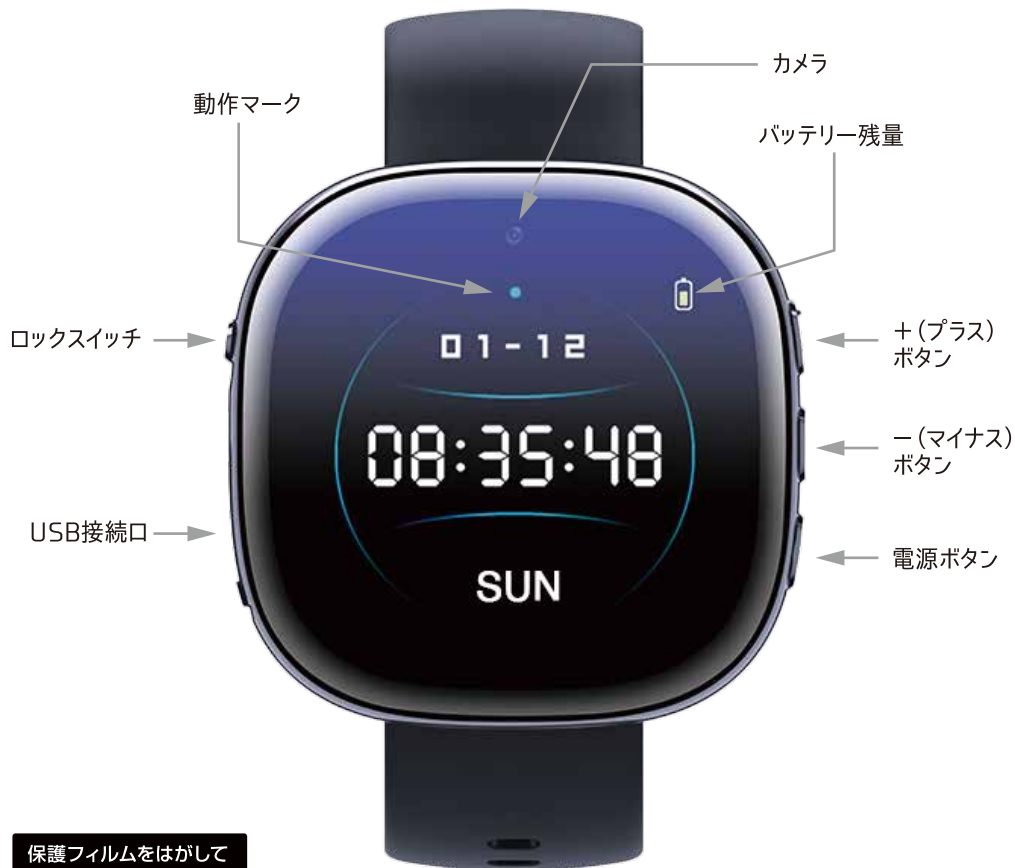 カメラ
動作マーク
バッテリー残量
ロックスイッチ
+(プラス)
ボタン
01-12
08:35:48
−(マイナス)
ボタン
USB接続口
電源ボタン
SUN
保護フィルムをはがして